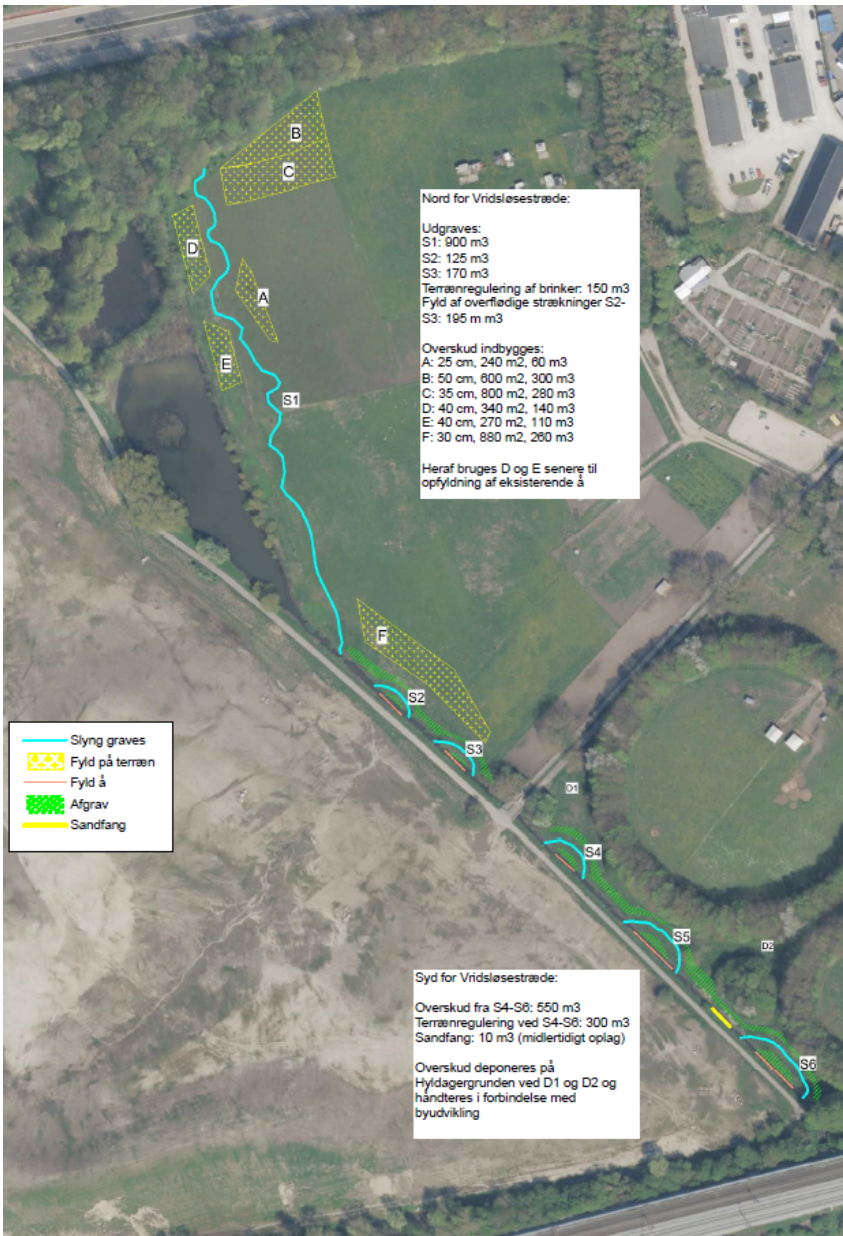 B
C
D
A
E
S1
F
S2
S3
D1
S4
S5
D2
S6
Nord for Vridsløsestræde:
Udgraves:
S1: 900 m3
S2: 125 m3
S3: 170 m3
Terrænregulering af brinker: 150 m3
Fyld af overflødige strækninger S2-
S3: 195 m m3
Overskud indbygges:
A: 25 cm, 240 m2, 60 m3
B: 50 cm, 600 m2, 300 m3
C: 35 cm, 800 m2, 280 m3
D: 40 cm, 340 m2, 140 m3
E: 40 cm, 270 m2, 110 m3
F: 30 cm, 880 m2, 260 m3
Heraf bruges D og E senere til
opfyldning af eksisterende å
Slyng graves
Fyld på terræn
Fyld å
Afgrav
Sandfang
Syd for Vridsløsestræde:
Overskud fra S4-S6: 550 m3
Terrænregulering ved S4-S6: 300 m3
Sandfang: 10 m3 (midlertidigt oplag)
Overskud deponeres på
Hyldagergrunden ved D1 og D2 og
håndteres i forbindelse med
byudvikling